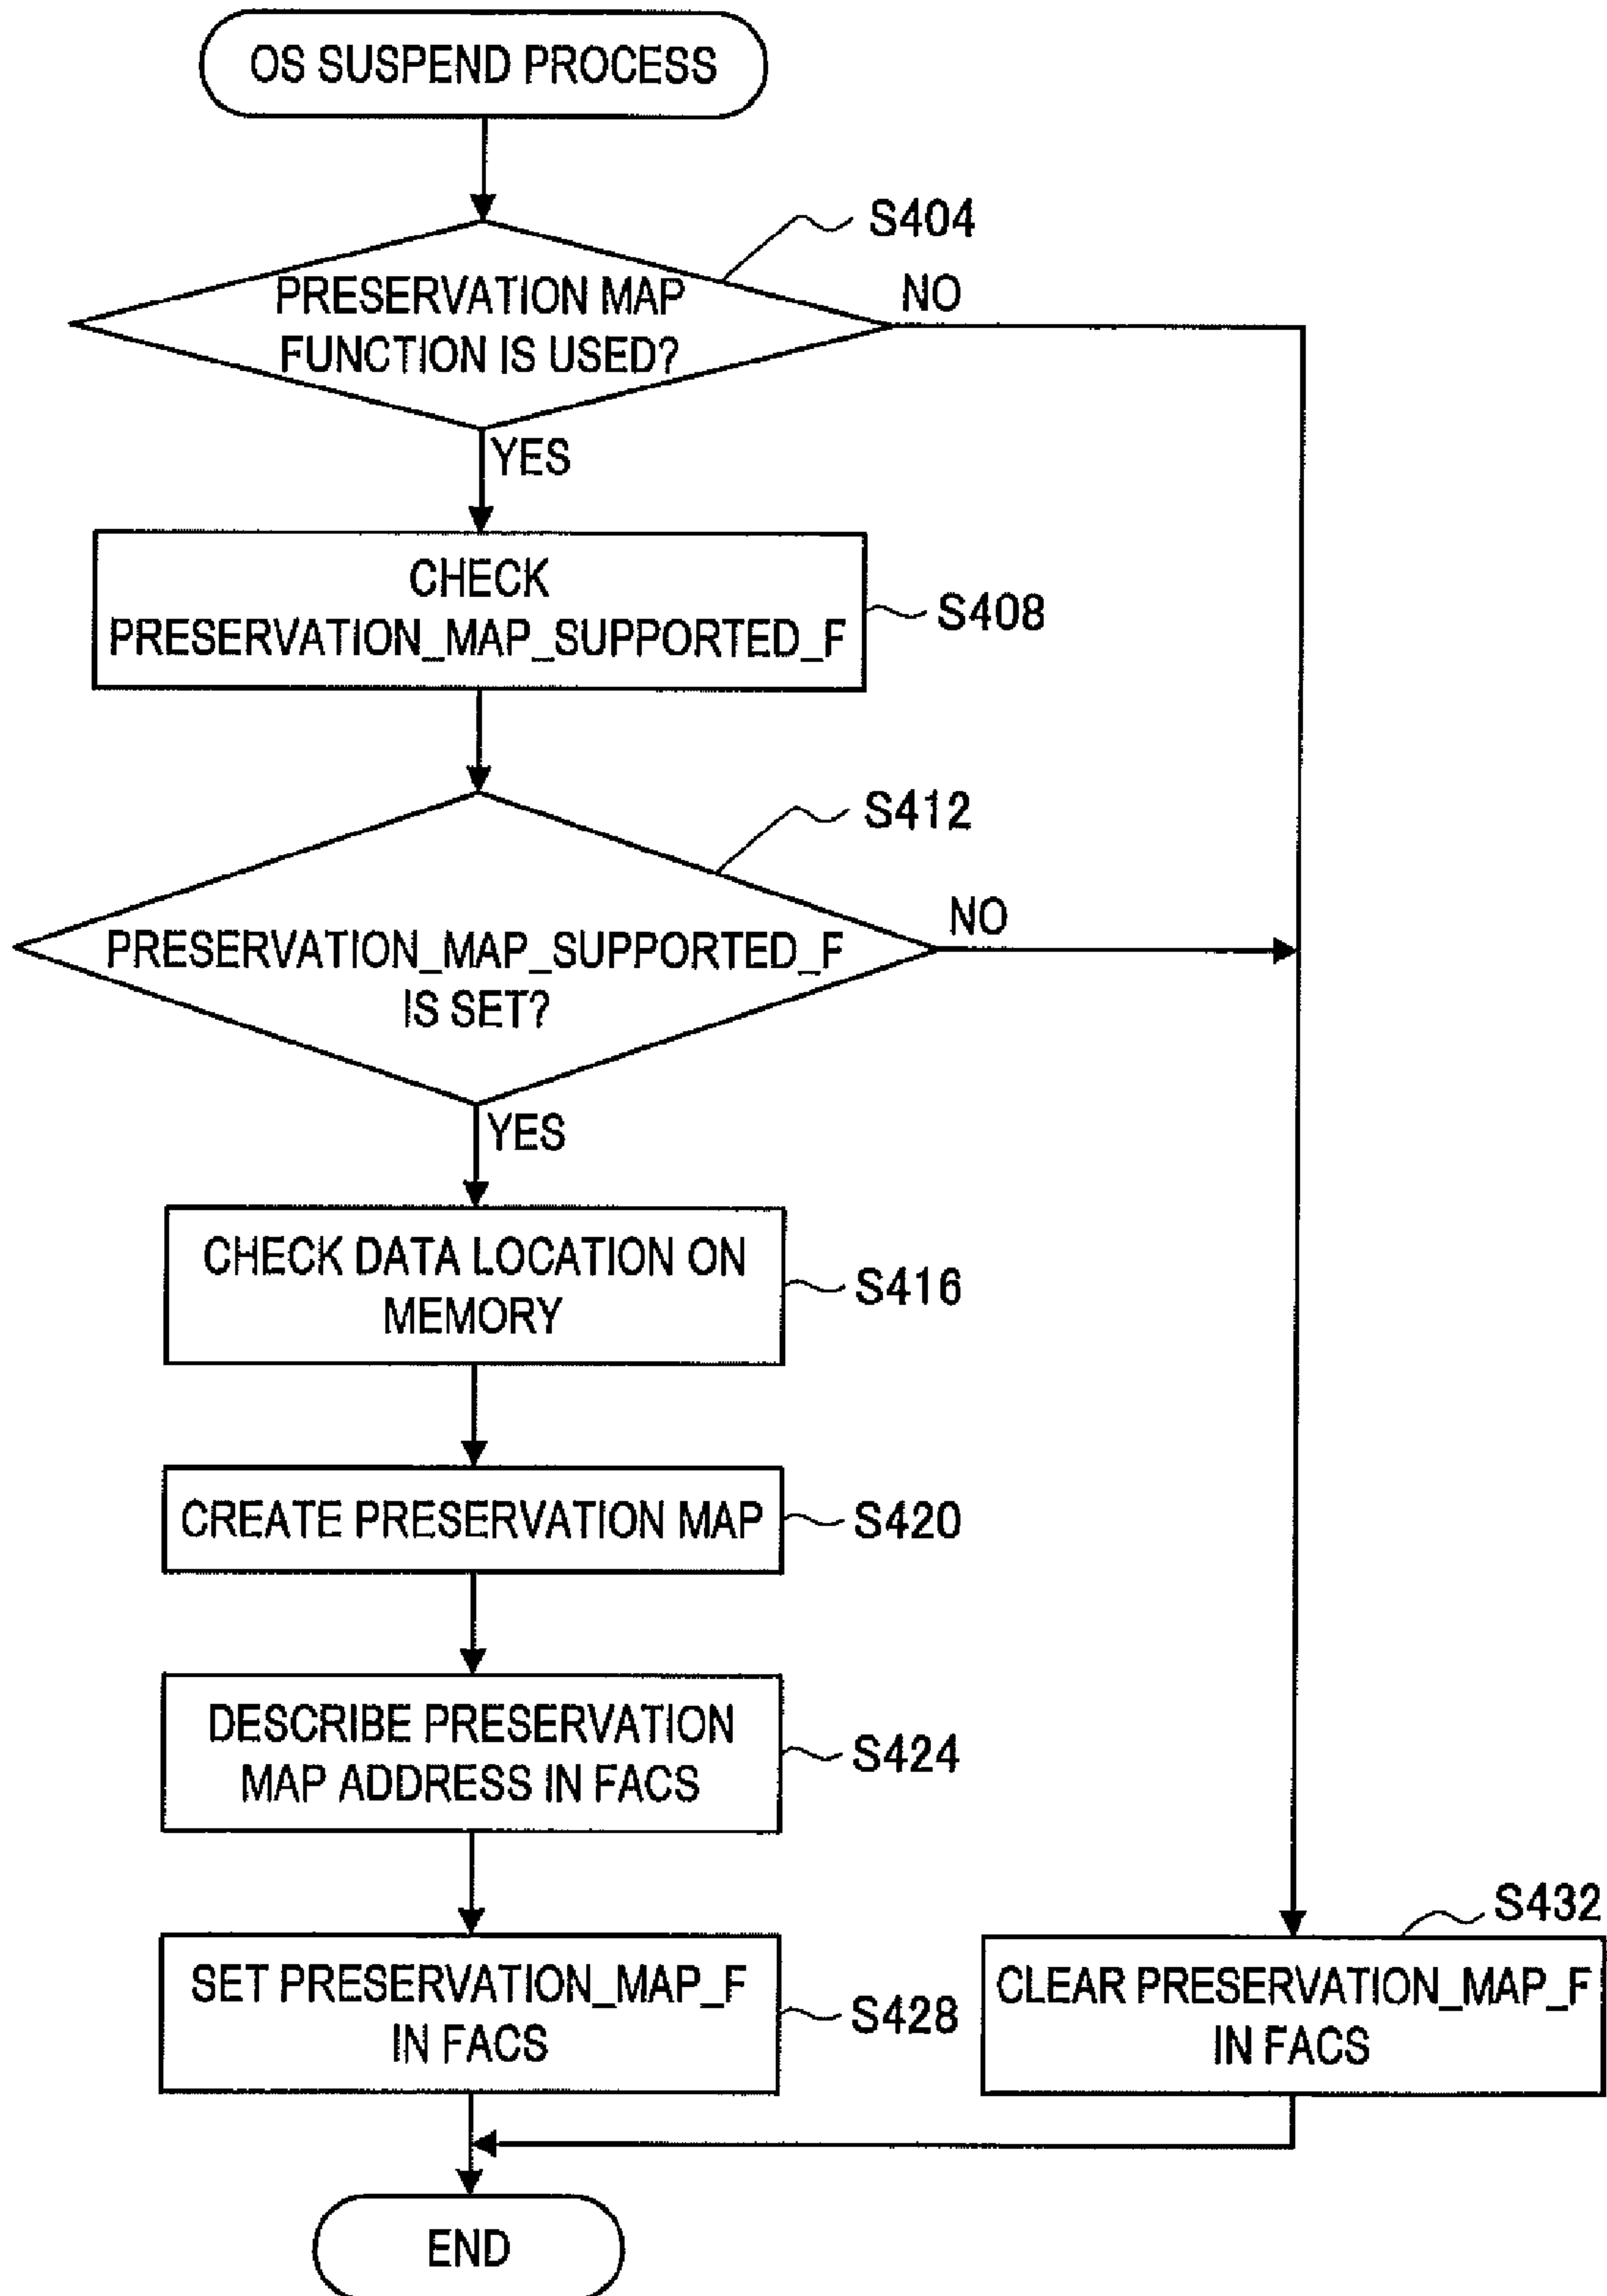 OS SUSPEND PROCESS
S404
PRESERVATION MAP
FUNCTION IS USED?
NO
YES
CHECK
PRESERVATION_MAP_SUPPORTED_F
S408
S412
PRESERVATION_MAP_SUPPORTED_F
IS SET?
NO
YES
CHECK DATA LOCATION ON
MEMORY
S416
CREATE PRESERVATION MAP
S420
DESCRIBE PRESERVATION
MAP ADDRESS IN FACS
S424
SET PRESERVATION_MAP_F
IN FACS
S428
S432
CLEAR PRESERVATION_MAP_F
IN FACS
END